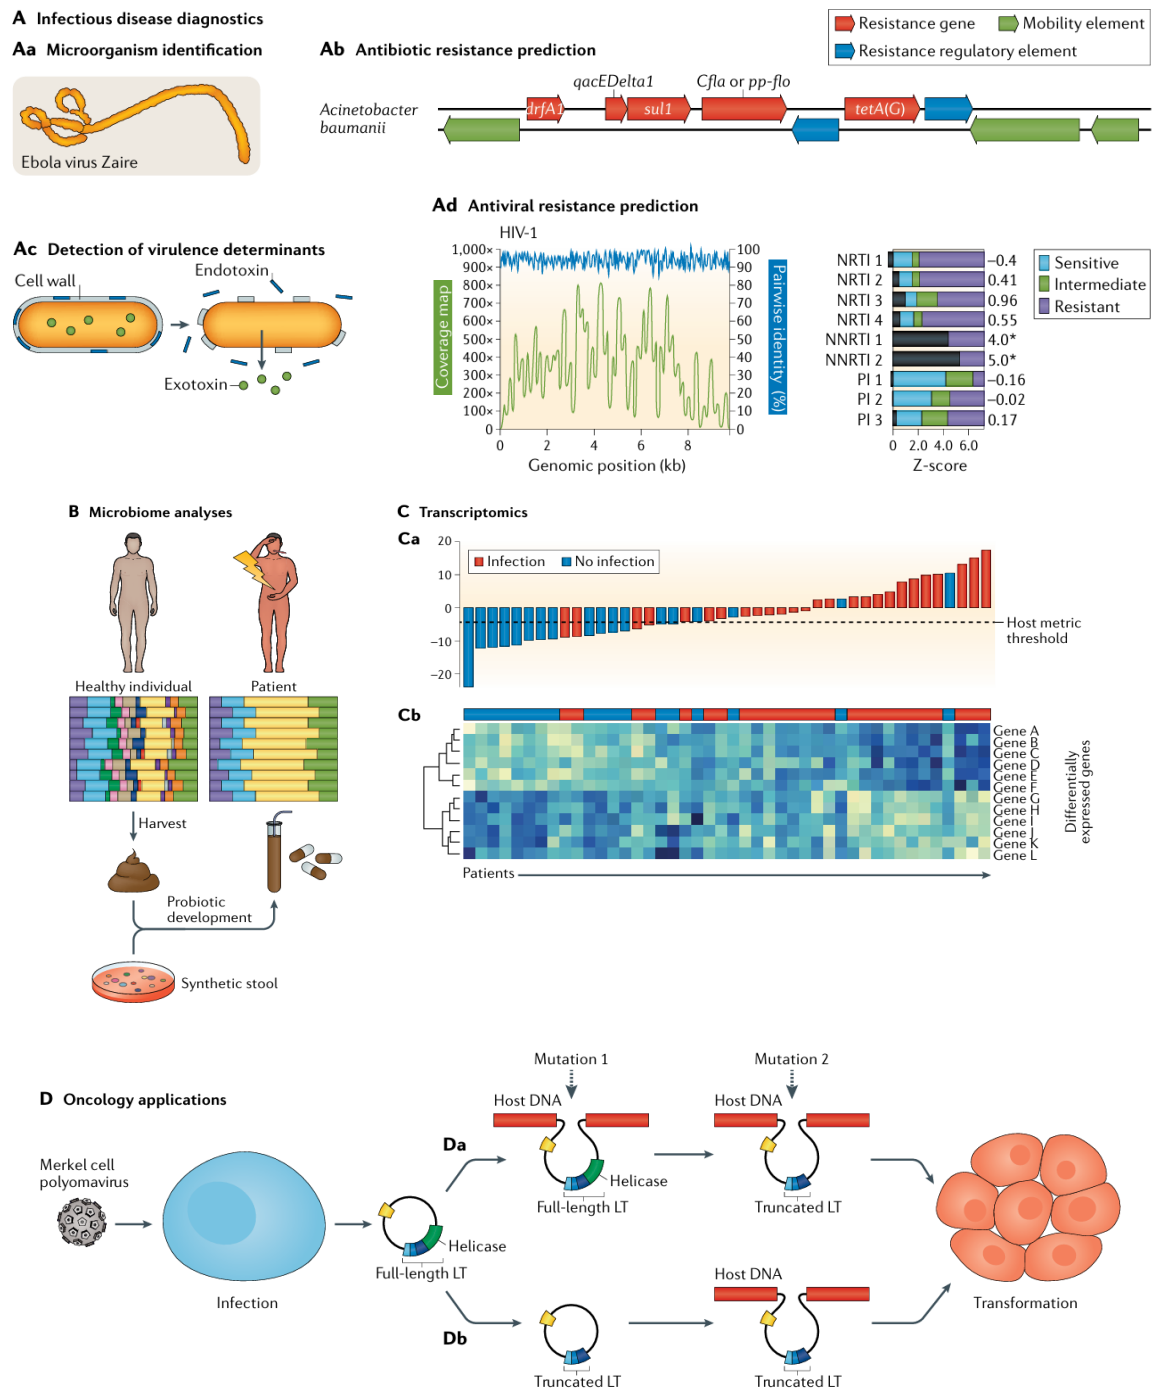 A Infectious disease diagnostics
Aa Microorganism identification
Ebola virus Zaire
Ab Antibiotic resistance prediction
Resistance gene
Mobility element
Resistance regulatory element
Acinetobacter
baumanii
drfA1
qacEDelta1
sul1
Cfla or pp-flo
tetA(G)
Ac Detection of virulence determinants
Cell wall
Endotoxin
Exotoxin
Ad Antiviral resistance prediction
HIV-1
Coverage map
1,000×
900×
800×
700×
600×
500×
400×
300×
200×
100×
0
100
90
80
70
60
50
40
30
20
10
0
Pairwise identity (%)
0 2 4 6 8
Genomic position (kb)
NRTI 1 –0.4
NRTI 2 0.41
NRTI 3 0.96
NRTI 4 0.55
NNRTI 1 4.0*
NNRTI 2 5.0*
PI 1 –0.16
PI 2 –0.02
PI 3 0.17
0 2.0 4.0 6.0
Z-score
Sensitive
Intermediate
Resistant
B Microbiome analyses
Healthy individual
Patient
Harvest
Probiotic
development
Synthetic stool
C Transcriptomics
Ca
20
10
0
–10
–20
Infection
No infection
Host metric
threshold
Cb
Gene A
Gene B
Gene C
Gene D
Gene E
Gene F
Gene G
Gene H
Gene I
Gene J
Gene K
Gene L
Differentially
expressed genes
Patients
D Oncology applications
Merkel cell
polyomavirus
Infection
Helicase
Full-length LT
Da
Mutation 1
Host DNA
Helicase
Full-length LT
Mutation 2
Host DNA
Truncated LT
Db
Truncated LT
Host DNA
Truncated LT
Transformation